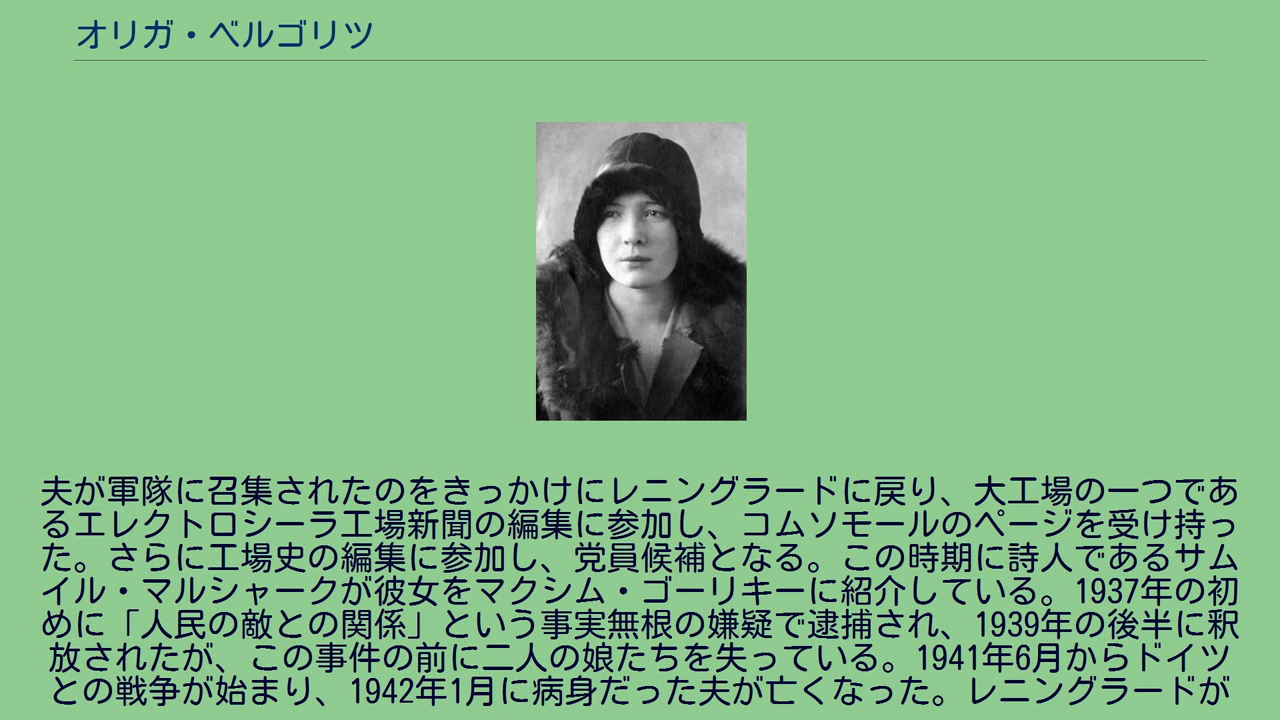 オリガ・ベルゴリツ
夫が軍隊に召集されたのをきっかけにレニングラードに戻り、大工場の一つであ
るエレクトロシーラ工場新聞の編集に参加し、コムソモールのページを受け持っ
た。さらに工場史の編集に参加し、党員候補となる。この時期に詩人であるサム
イル・マルシャークが彼女をマクシム・ゴーリキーに紹介している。1937年の初
めに「人民の敵との関係」という事実無根の嫌疑で逮捕され、1939年の後半に釈
放されたが、この事件の前に二人の娘たちを失っている。1941年6月からドイツ
との戦争が始まり、1942年1月に病身だった夫が亡くなった。レニングラードが